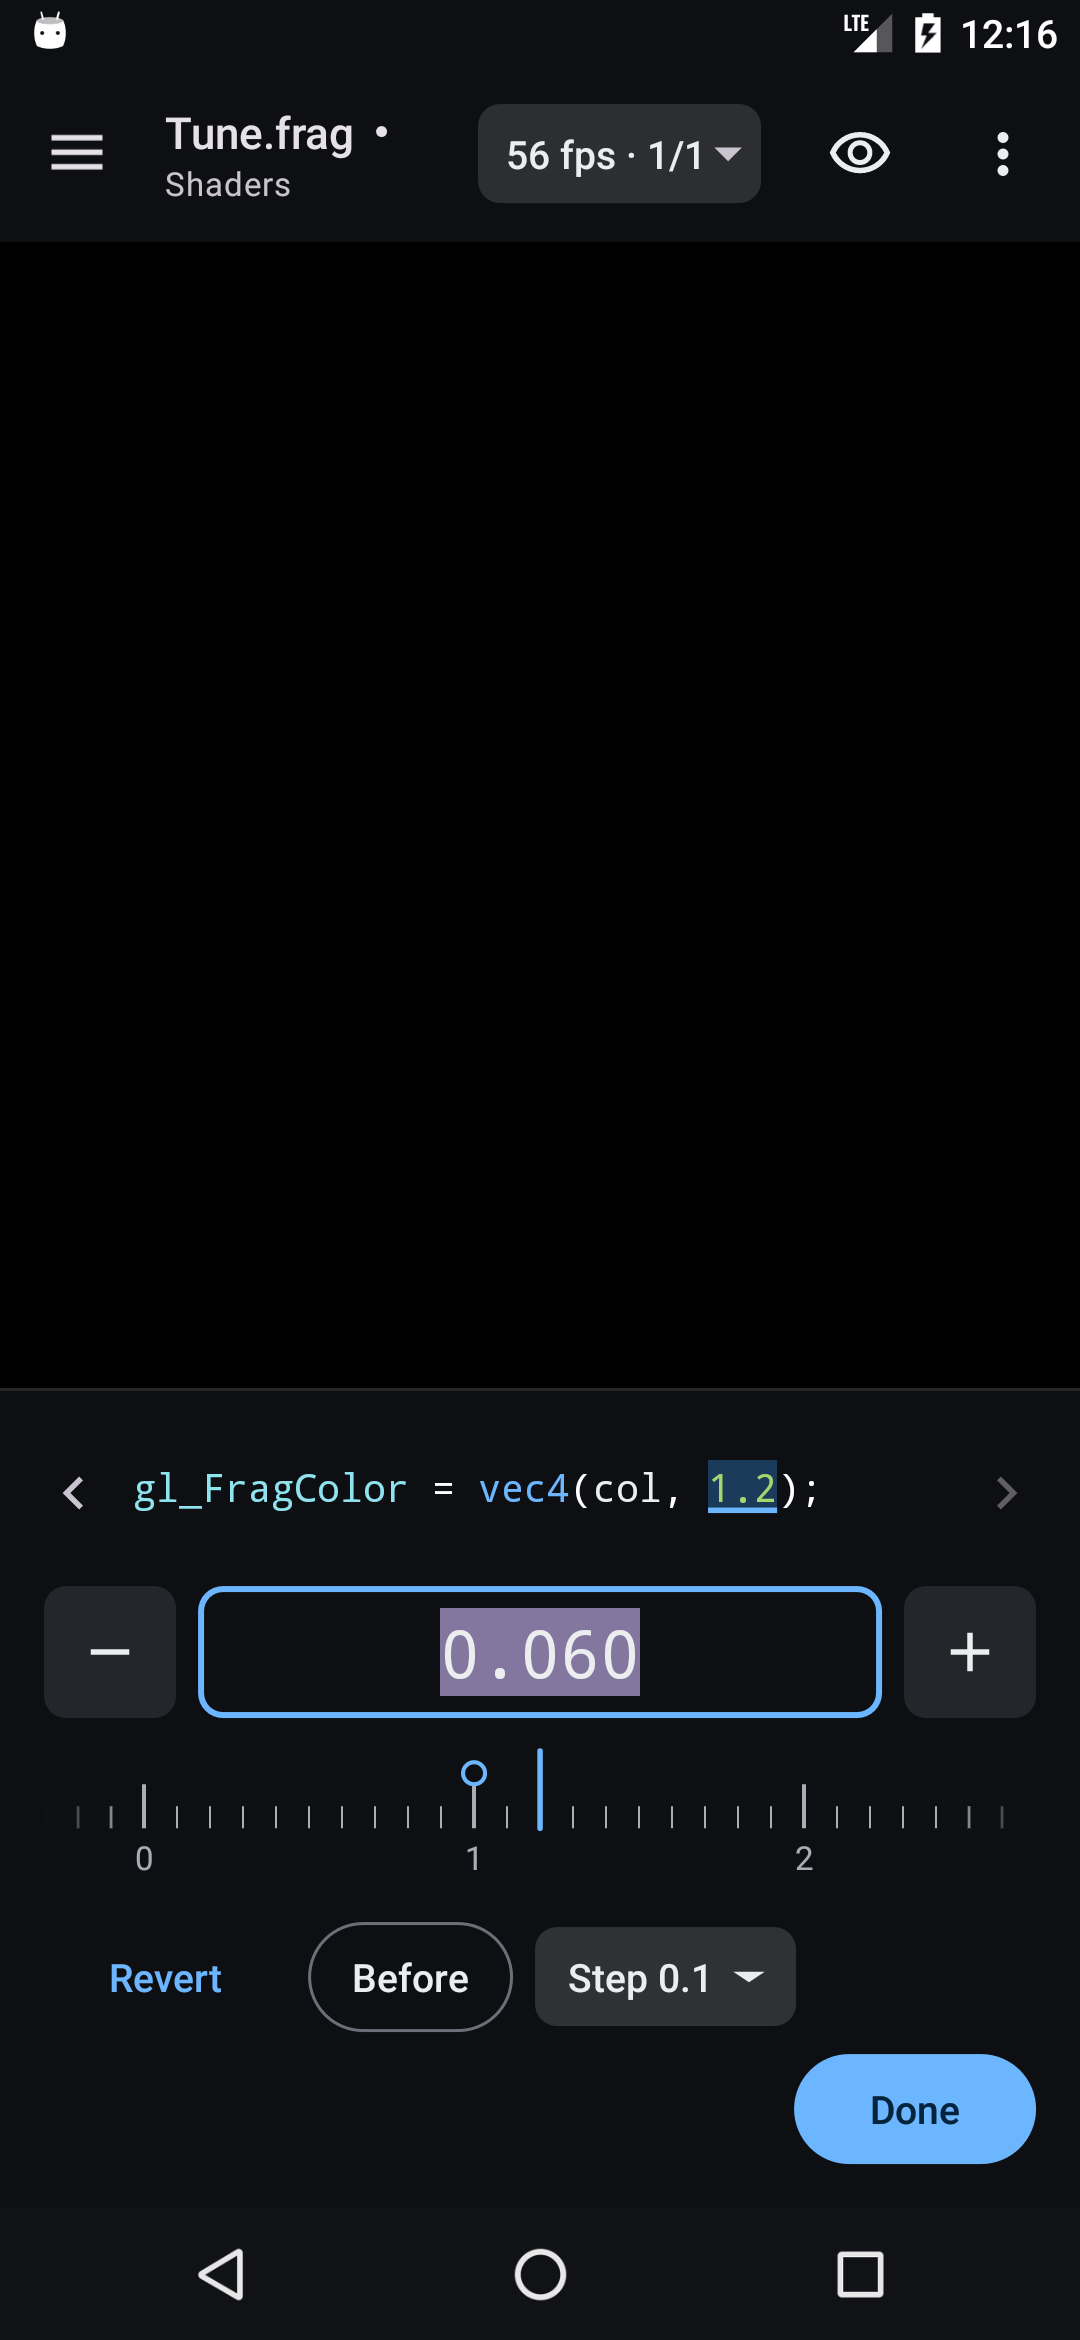 LTE 12:16
Tune.frag •
Shaders
56 fps · 1/1
gl_FragColor = vec4(col, 1.2);
− 0.060 +
0 1 2
Revert Before Step 0.1
Done